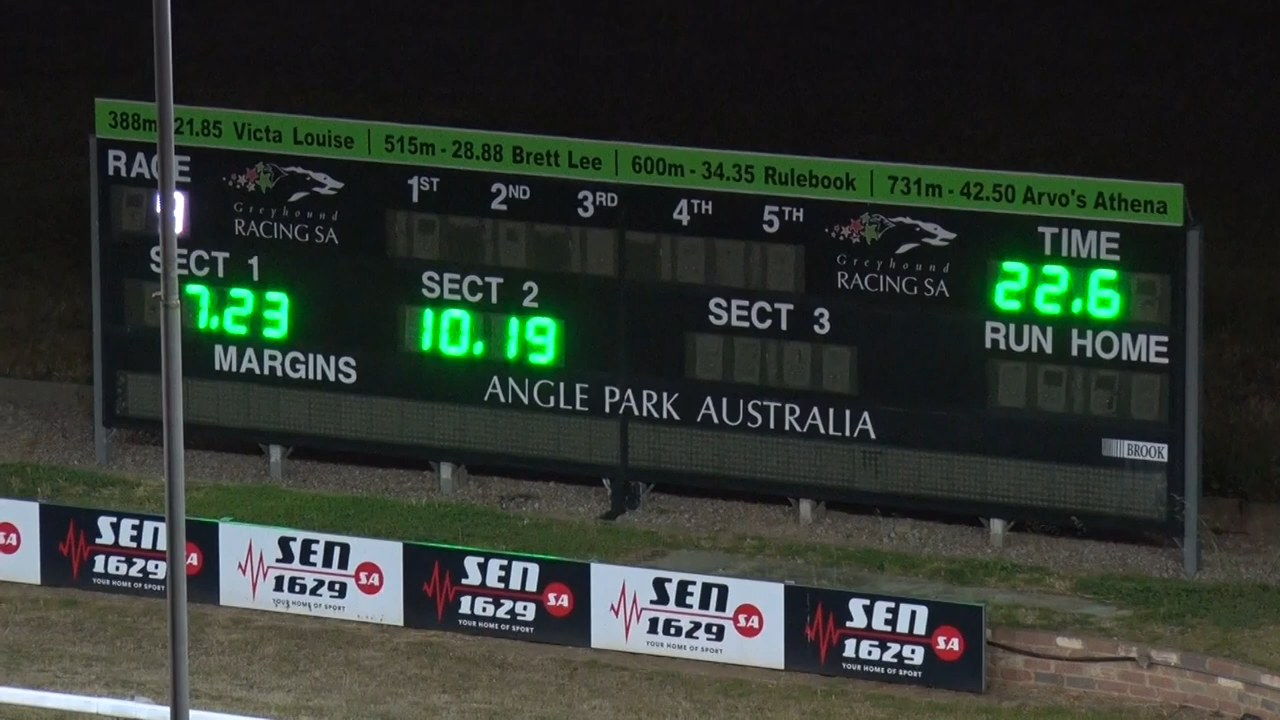 388m 21.85 Victa Louise | 515m - 28.88 Brett Lee | 600m - 34.35 Rulebook | 731m - 42.50 Arvo's Athena
RACE
Greyhound
RACING SA
1ST 2ND 3RD 4TH 5TH
Greyhound
RACING SA
TIME
22.6
SECT 1
7.23
SECT 2
10.19
SECT 3
RUN HOME
MARGINS
ANGLE PARK AUSTRALIA
BROOK
SA
SEN
1629
SA
YOUR HOME OF SPORT
SEN
1629
SA
YOUR HOME OF SPORT
SEN
1629
SA
YOUR HOME OF SPORT
SEN
1629
SA
YOUR HOME OF SPORT
SEN
1629
SA
YOUR HOME OF SPORT